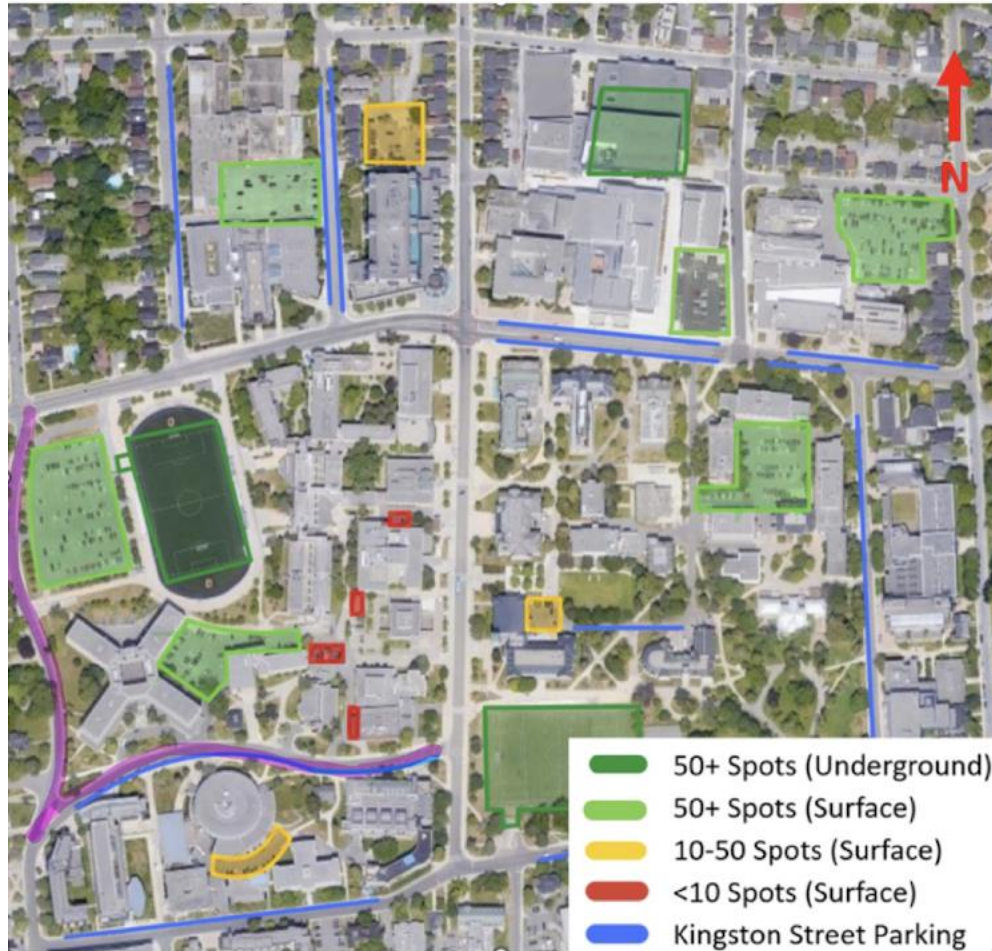 N
50+ Spots (Underground)
50+ Spots (Surface)
10-50 Spots (Surface)
<10 Spots (Surface)
Kingston Street Parking